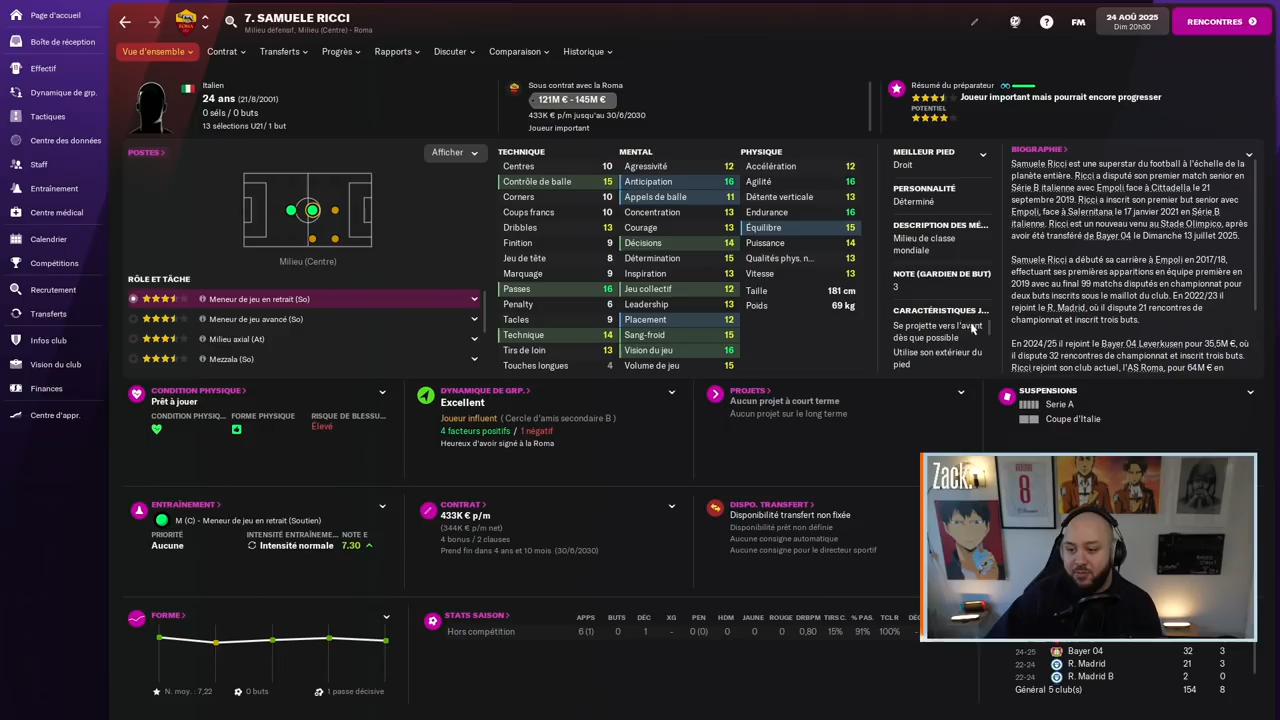 Page d'accueil
Boîte de réception
Effectif
Dynamique de grp.
Tactiques
Centre des données
Staff
Entraînement
Centre médical
Calendrier
Compétitions
Recrutement
Transferts
Infos club
Vision du club
Finances
Centre d'appr.
7. SAMUELE RICCI
Milieu défensif, Milieu (Centre) - Roma
FM
24 AOÛ 2025
Dim 20h30
RENCONTRES
Vue d'ensemble
Contrat
Transferts
Progrès
Rapports
Discuter
Comparaison
Historique
Italien
24 ans (21/8/2001)
0 séls / 0 buts
13 sélections U21/ 1 but
Sous contrat avec la Roma
121M € - 145M €
433K € p/m jusqu'au 30/6/2030
Joueur important
Résumé du préparateur
Joueur important mais pourrait encore progresser
POTENTIEL
POSTES
Afficher
Milieu (Centre)
RÔLE ET TÂCHE
Meneur de jeu en retrait (So)
Meneur de jeu avancé (So)
Milieu axial (At)
Mezzala (So)
TECHNIQUE
Centres 10
Contrôle de balle 15
Corners 10
Coups francs 10
Dribbles 13
Finition 9
Jeu de tête 8
Marquage 9
Passes 16
Penalty 6
Tacles 9
Technique 14
Tirs de loin 13
Touches longues 4
MENTAL
Agressivité 12
Anticipation 16
Appels de balle 11
Concentration 13
Courage 13
Décisions 14
Détermination 15
Inspiration 13
Jeu collectif 12
Leadership 13
Placement 12
Sang-froid 15
Vision du jeu 16
Volume de jeu 15
PHYSIQUE
Accélération 12
Agilité 16
Détente verticale 13
Endurance 16
Équilibre 15
Puissance 14
Qualités phys. n... 13
Vitesse 13
Taille 181 cm
Poids 69 kg
MEILLEUR PIED
Droit
PERSONNALITÉ
Déterminé
DESCRIPTION DES MÉ...
Milieu de classe
mondiale
NOTE (GARDIEN DE BUT)
3
CARACTÉRISTIQUES J...
Se projette vers l'avant
dès que possible
Utilise son extérieur du
pied
BIOGRAPHIE
Samuele Ricci est une superstar du football à l'échelle de la
planète entière. Ricci a disputé son premier match senior en
Série B italienne avec Empoli face à Cittadella le 21
septembre 2019. Ricci a inscrit son premier but senior avec
Empoli, face à Salernitana le 17 janvier 2021 en Série B
italienne. Ricci est un nouveau venu au Stade Olimpico, après
avoir été transféré de Bayer 04 le Dimanche 13 juillet 2025.
Samuele Ricci a débuté sa carrière à Empoli en 2017/18,
effectuant ses premières apparitions en équipe première en
2019 avec au final 99 matchs disputés en championnat pour
deux buts inscrits sous le maillot du club. En 2022/23 il
rejoint le R. Madrid, où il dispute 21 rencontres de
championnat et inscrit trois buts.
En 2024/25 il rejoint le Bayer 04 Leverkusen pour 35,5M €, où
il dispute 32 rencontres de championnat et inscrit trois buts.
Ricci rejoint son club actuel, l'AS Roma, pour 64M € en
CONDITION PHYSIQUE
Prêt à jouer
CONDITION PHYSIQ...
FORME PHYSIQUE
RISQUE DE BLESSU...
Élevé
DYNAMIQUE DE GRP.
Excellent
Joueur influent ( Cercle d'amis secondaire B )
4 facteurs positifs / 1 négatif
Heureux d'avoir signé à la Roma
PROJETS
Aucun projet à court terme
Aucun projet sur le long terme
SUSPENSIONS
Serie A
Coupe d'Italie
ENTRAÎNEMENT
M (C) - Meneur de jeu en retrait (Soutien)
PRIORITÉ
Aucune
INTENSITÉ ENTRAÎNEME...
Intensité normale
NOTE E
7.30
CONTRAT
433K € p/m
(344K € p/m net)
4 bonus / 2 clauses
Prend fin dans 4 ans et 10 mois (30/6/2030)
DISPO. TRANSFERT
Disponibilité transfert non fixée
Disponibilité prêt non définie
Aucune consigne automatique
Aucune consigne pour le directeur sportif
Zack.
8
FORME
N. moy. : 7,22
0 buts
1 passe décisive
STATS SAISON
APPS BUTS DÉC XG PEN HDM JAUNE ROUGE DRBPM TIRS C. % PAS. TCLR
Hors compétition 6 (1) 0 1 - 0 (0) 0 0 0 0,80 15% 91% 100%
24-25 Bayer 04 32 3
22-24 R. Madrid 21 3
22-24 R. Madrid B 2 0
Général 5 club(s) 154 8